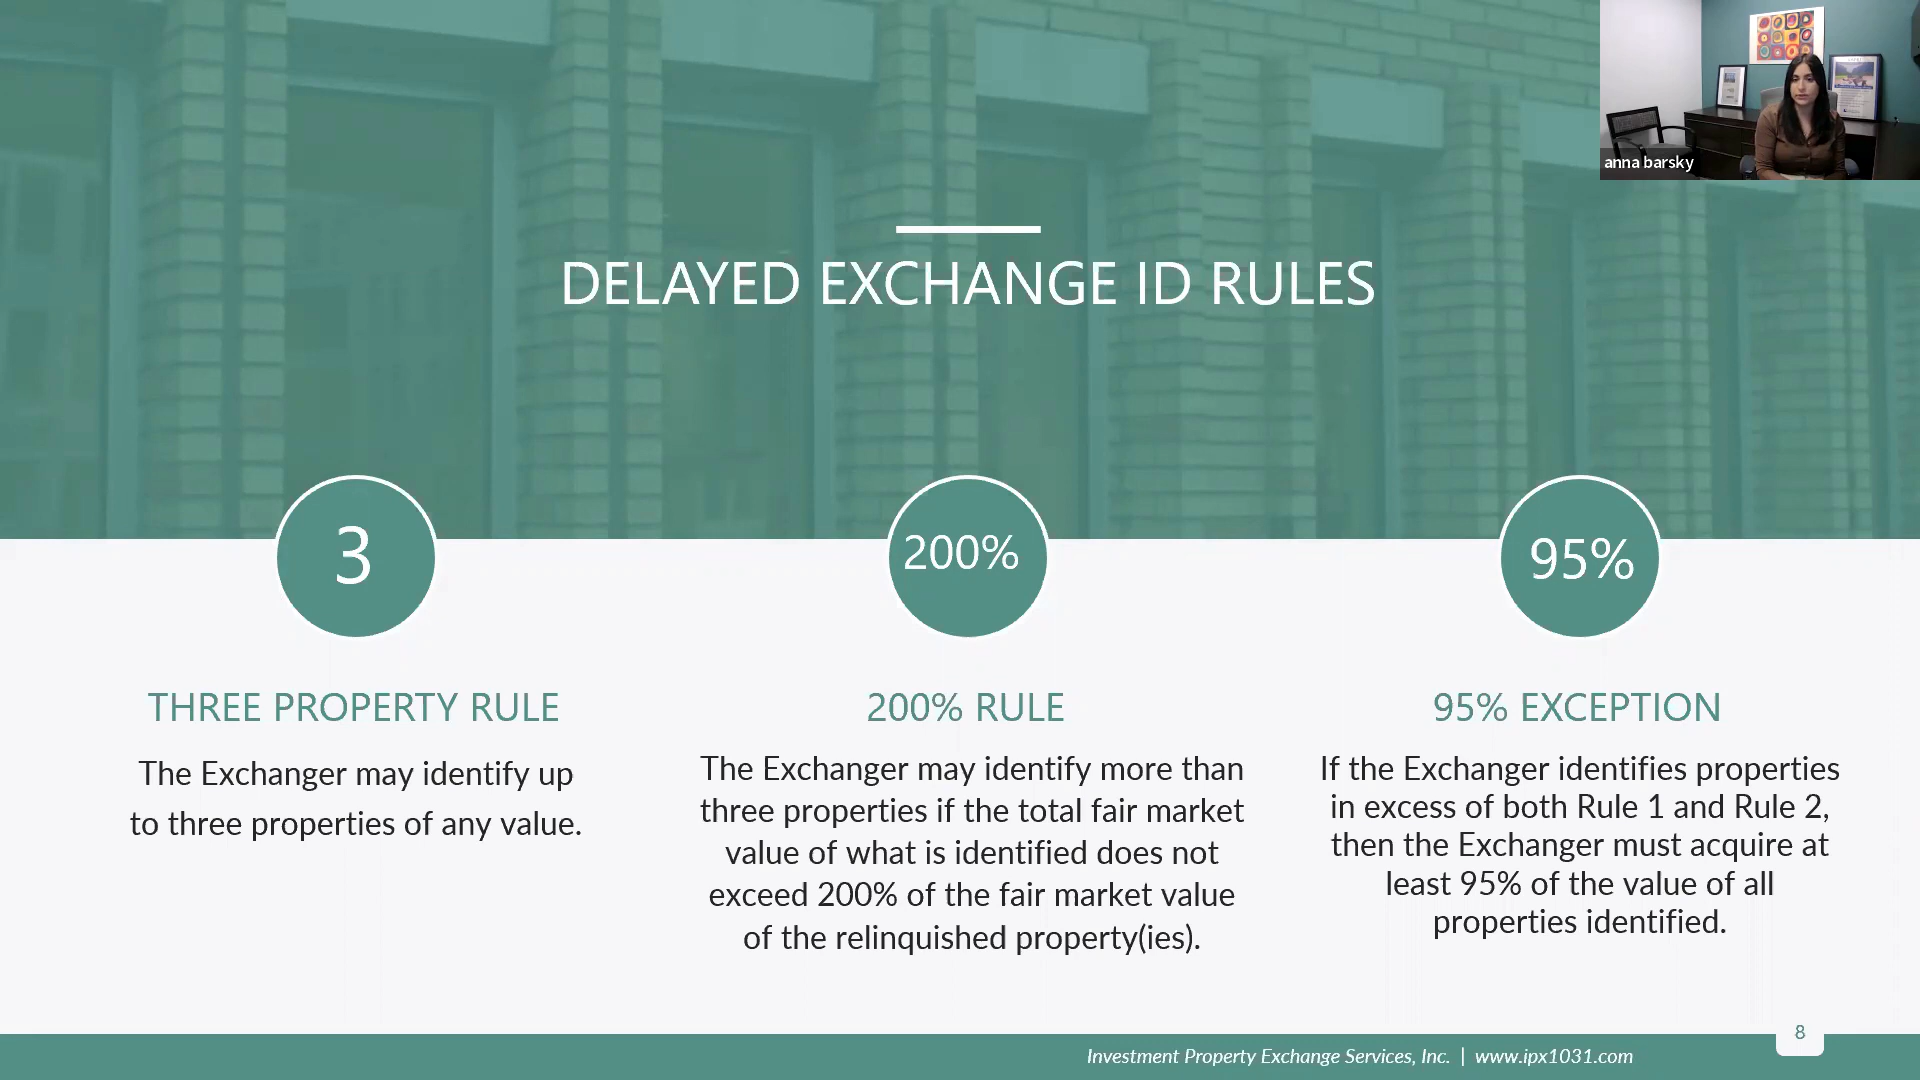 anna barsky
DELAYED EXCHANGE ID RULES
3
THREE PROPERTY RULE
The Exchanger may identify up
to three properties of any value.
200%
200% RULE
The Exchanger may identify more than
three properties if the total fair market
value of what is identified does not
exceed 200% of the fair market value
of the relinquished property(ies).
95%
95% EXCEPTION
If the Exchanger identifies properties
in excess of both Rule 1 and Rule 2,
then the Exchanger must acquire at
least 95% of the value of all
properties identified.
8
Investment Property Exchange Services, Inc. | www.ipx1031.com